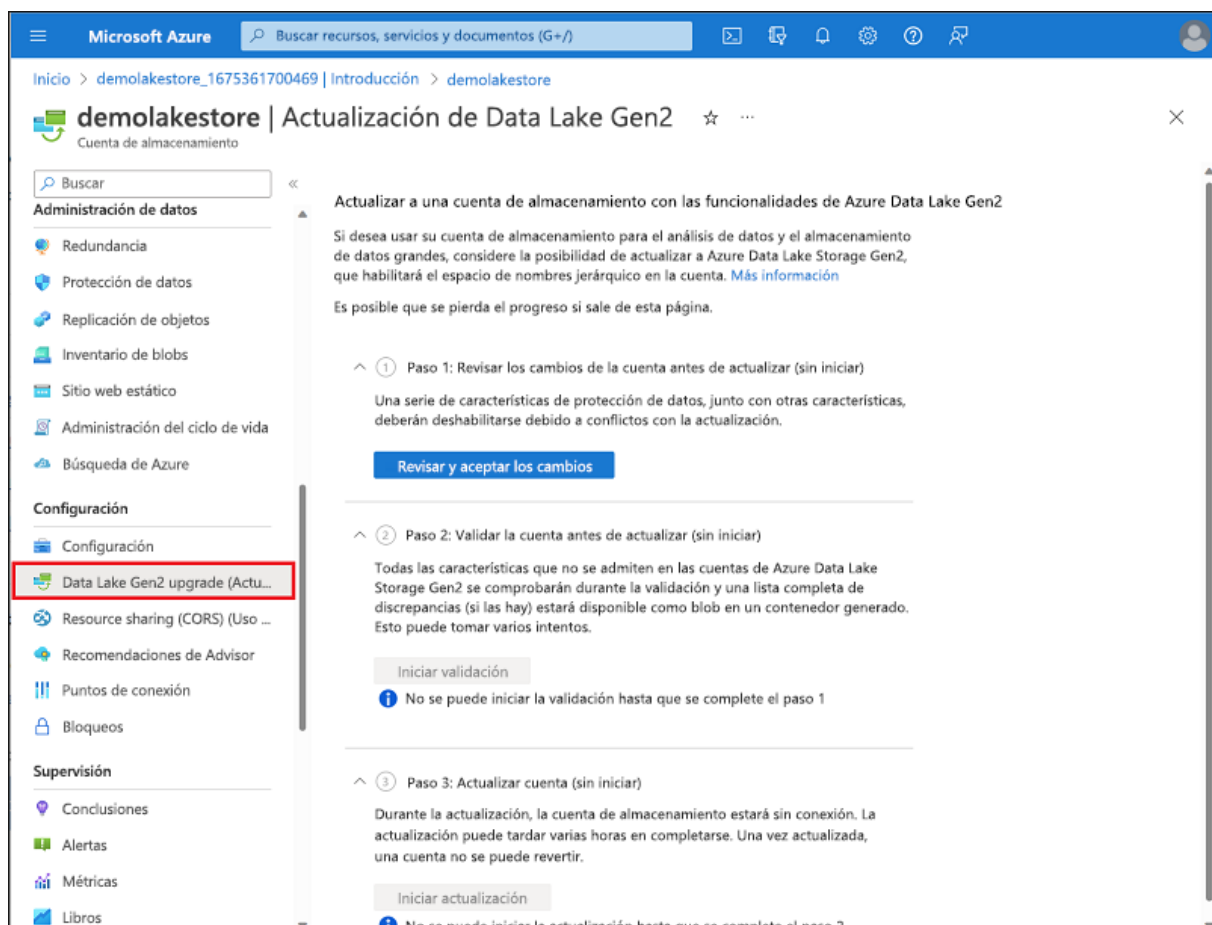 Microsoft Azure
Buscar recursos, servicios y documentos (G+/)
Inicio > demolakestore_1675361700469 | Introducción > demolakestore
demolakestore | Actualización de Data Lake Gen2
Cuenta de almacenamiento
Buscar
Administración de datos
Redundancia
Protección de datos
Replicación de objetos
Inventario de blobs
Sitio web estático
Administración del ciclo de vida
Búsqueda de Azure
Configuración
Configuración
Data Lake Gen2 upgrade (Actu...
Resource sharing (CORS) (Uso ...
Recomendaciones de Advisor
Puntos de conexión
Bloqueos
Supervisión
Conclusiones
Alertas
Métricas
Libros
Actualizar a una cuenta de almacenamiento con las funcionalidades de Azure Data Lake Gen2
Si desea usar su cuenta de almacenamiento para el análisis de datos y el almacenamiento
de datos grandes, considere la posibilidad de actualizar a Azure Data Lake Storage Gen2,
que habilitará el espacio de nombres jerárquico en la cuenta. Más información
Es posible que se pierda el progreso si sale de esta página.
1 Paso 1: Revisar los cambios de la cuenta antes de actualizar (sin iniciar)
Una serie de características de protección de datos, junto con otras características,
deberán deshabilitarse debido a conflictos con la actualización.
Revisar y aceptar los cambios
2 Paso 2: Validar la cuenta antes de actualizar (sin iniciar)
Todas las características que no se admiten en las cuentas de Azure Data Lake
Storage Gen2 se comprobarán durante la validación y una lista completa de
discrepancias (si las hay) estará disponible como blob en un contenedor generado.
Esto puede tomar varios intentos.
Iniciar validación
No se puede iniciar la validación hasta que se complete el paso 1
3 Paso 3: Actualizar cuenta (sin iniciar)
Durante la actualización, la cuenta de almacenamiento estará sin conexión. La
actualización puede tardar varias horas en completarse. Una vez actualizada,
una cuenta no se puede revertir.
Iniciar actualización
No se puede iniciar la actualización hasta que se complete el paso 2